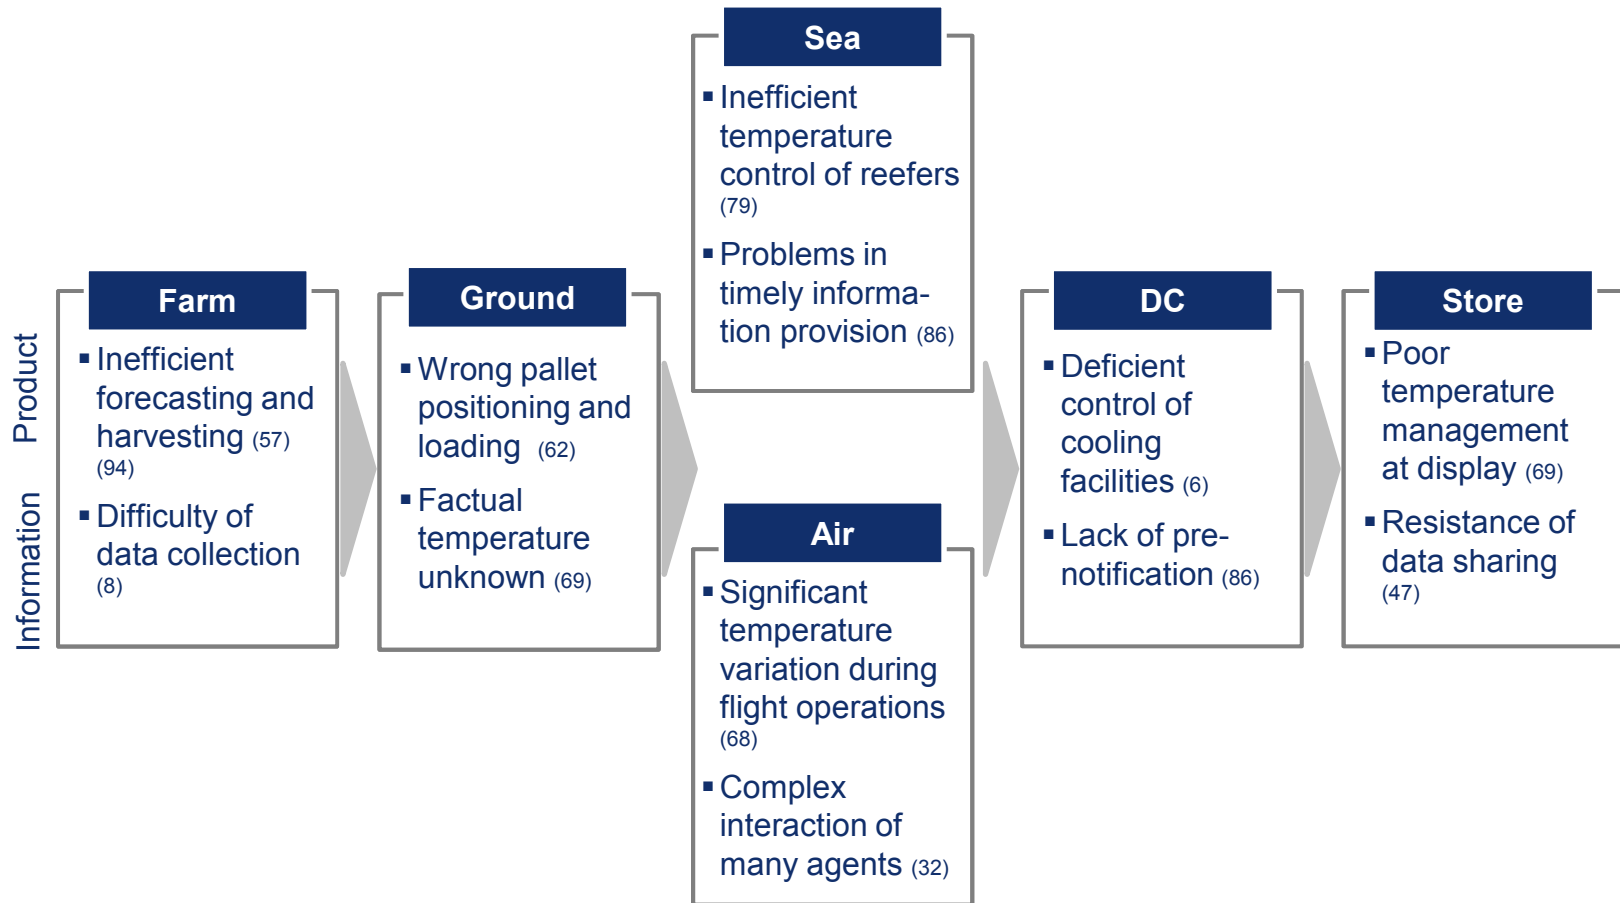 Product
Information
Farm
▪ Inefficient
forecasting and
harvesting (57)
(94)
▪ Difficulty of
data collection
(8)
Ground
▪ Wrong pallet
positioning and
loading (62)
▪ Factual
temperature
unknown (69)
Sea
▪ Inefficient
temperature
control of reefers
(79)
▪ Problems in
timely informa-
tion provision (86)
Air
▪ Significant
temperature
variation during
flight operations
(68)
▪ Complex
interaction of
many agents (32)
DC
▪ Deficient
control of
cooling
facilities (6)
▪ Lack of pre-
notification (86)
Store
▪ Poor
temperature
management
at display (69)
▪ Resistance of
data sharing
(47)